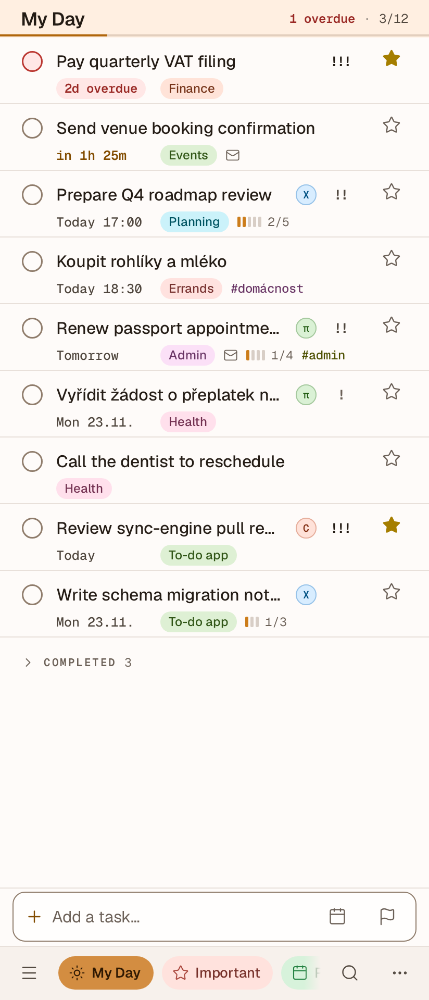 My Day 1 overdue · 3/12
Pay quarterly VAT filing !!!
2d overdue Finance
Send venue booking confirmation
in 1h 25m Events
Prepare Q4 roadmap review X !!
Today 17:00 Planning 2/5
Koupit rohlíky a mléko
Today 18:30 Errands #domácnost
Renew passport appointme… π !!
Tomorrow Admin 1/4 #admin
Vyřídit žádost o přeplatek n… π !
Mon 23.11. Health
Call the dentist to reschedule
Health
Review sync-engine pull re… C !!!
Today To-do app
Write schema migration not… X
Mon 23.11. To-do app 1/3
COMPLETED 3
Add a task…
My Day Important